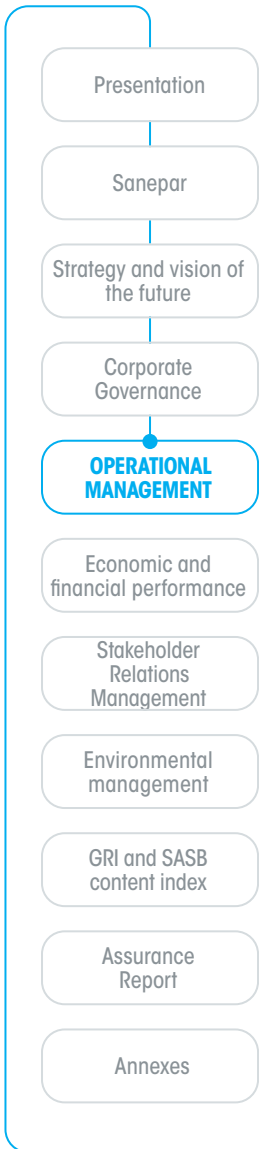 Presentation
Sanepar
Strategy and vision of
the future
Corporate
Governance
OPERATIONAL
MANAGEMENT
Economic and
financial performance
Stakeholder
Relations
Management
Environmental
management
GRI and SASB
content index
Assurance
Report
Annexes